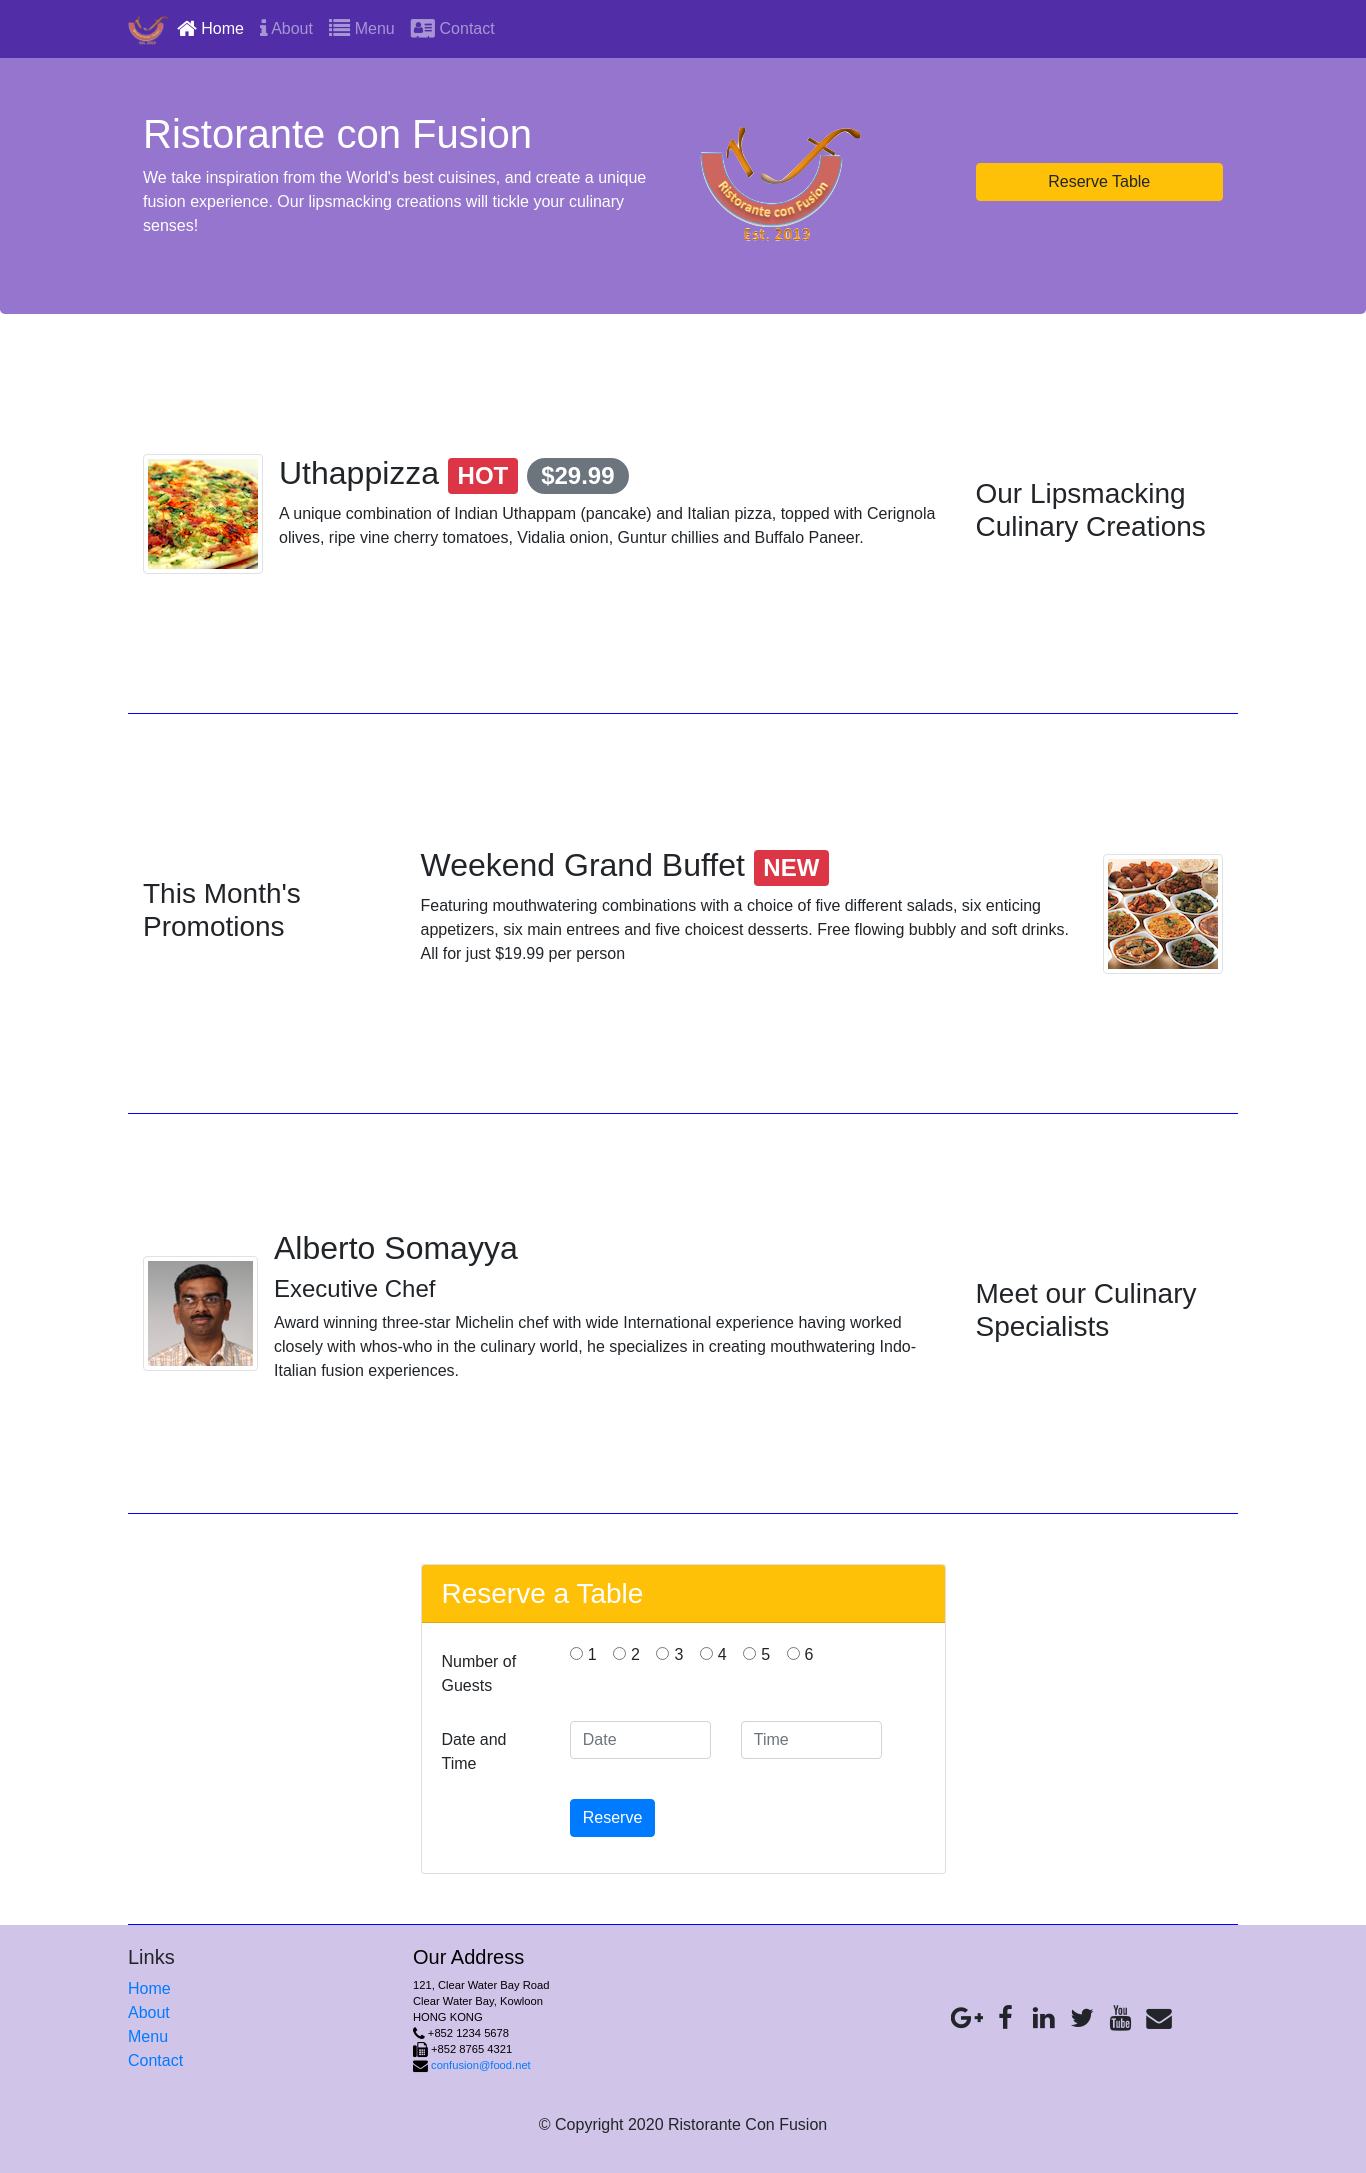 Home About Menu Contact
Ristorante con Fusion
We take inspiration from the World's best cuisines, and create a unique
fusion experience. Our lipsmacking creations will tickle your culinary
senses!
Ristorante con Fusion
Est. 2013
Reserve Table
Uthappizza HOT $29.99
A unique combination of Indian Uthappam (pancake) and Italian pizza, topped with Cerignola
olives, ripe vine cherry tomatoes, Vidalia onion, Guntur chillies and Buffalo Paneer.
Our Lipsmacking
Culinary Creations
This Month's
Promotions
Weekend Grand Buffet NEW
Featuring mouthwatering combinations with a choice of five different salads, six enticing
appetizers, six main entrees and five choicest desserts. Free flowing bubbly and soft drinks.
All for just $19.99 per person
Alberto Somayya
Executive Chef
Award winning three-star Michelin chef with wide International experience having worked
closely with whos-who in the culinary world, he specializes in creating mouthwatering Indo-
Italian fusion experiences.
Meet our Culinary
Specialists
Reserve a Table
Number of
Guests
1 2 3 4 5 6
Date and
Time
Date Time
Reserve
Links
Home
About
Menu
Contact
Our Address
121, Clear Water Bay Road
Clear Water Bay, Kowloon
HONG KONG
+852 1234 5678
+852 8765 4321
confusion@food.net
You
Tube
© Copyright 2020 Ristorante Con Fusion